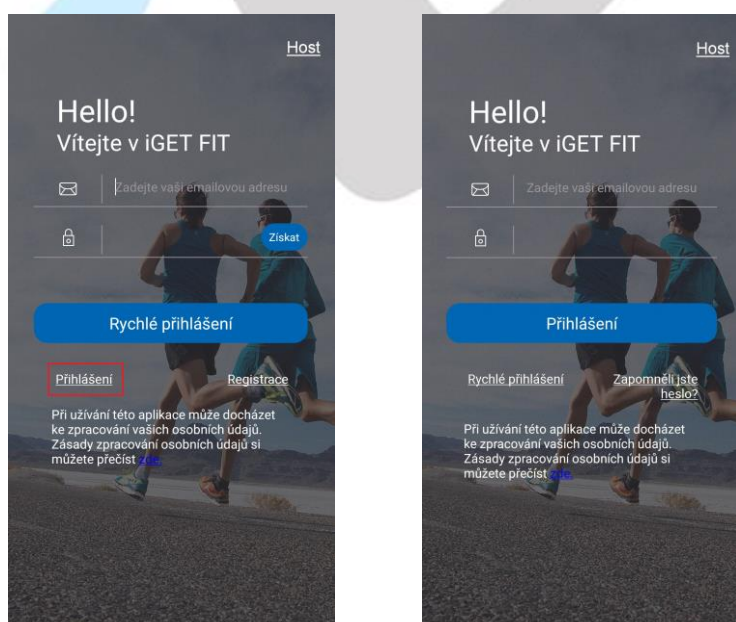 Host
Hello!
Vítejte v iGET FIT
Zadejte vaši emailovou adresu
Získat
Rychlé přihlášení
Přihlášení
Registrace
Při užívání této aplikace může docházet
ke zpracování vašich osobních údajů.
Zásady zpracování osobních údajů si
můžete přečíst zde.
Host
Hello!
Vítejte v iGET FIT
Zadejte vaši emailovou adresu
Přihlášení
Rychlé přihlášení
Zapomněli jste
heslo?
Při užívání této aplikace může docházet
ke zpracování vašich osobních údajů.
Zásady zpracování osobních údajů si
můžete přečíst zde.